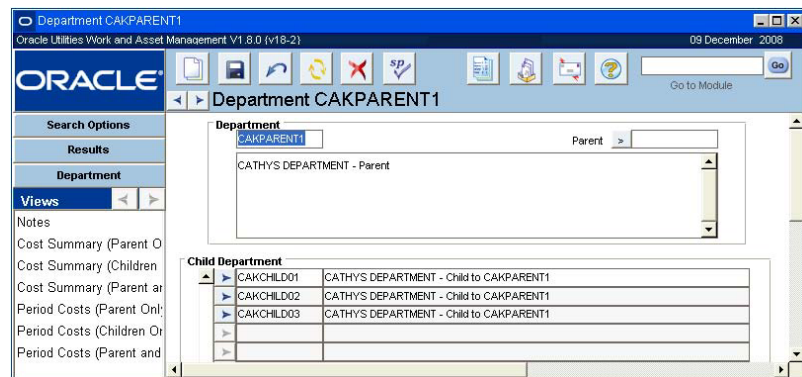 Department CAKPARENT1
Oracle Utilities Work and Asset Management V1.8.0 (v18-2)
09 December 2008
ORACLE
sp
Go
Go to Module
Department CAKPARENT1
Search Options
Results
Department
Views
Notes
Cost Summary (Parent O
Cost Summary (Children
Cost Summary (Parent ar
Period Costs (Parent Only
Period Costs (Children Or
Period Costs (Parent and
Department
CAKPARENT1
Parent >
CATHYS DEPARTMENT - Parent
Child Department
CAKCHILD01 CATHYS DEPARTMENT - Child to CAKPARENT1
CAKCHILD02 CATHYS DEPARTMENT - Child to CAKPARENT1
CAKCHILD03 CATHYS DEPARTMENT - Child to CAKPARENT1